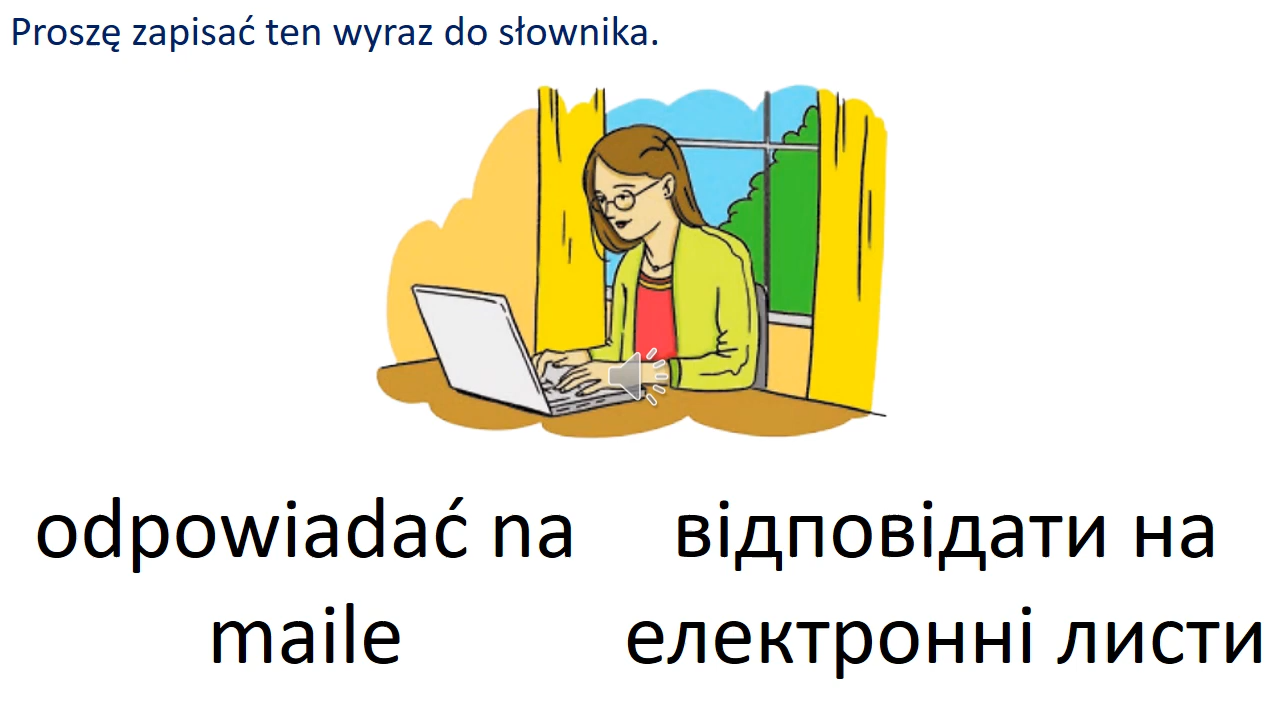 Proszę zapisać ten wyraz do słownika.
odpowiadać na
maile
відповідати на
електронні листи